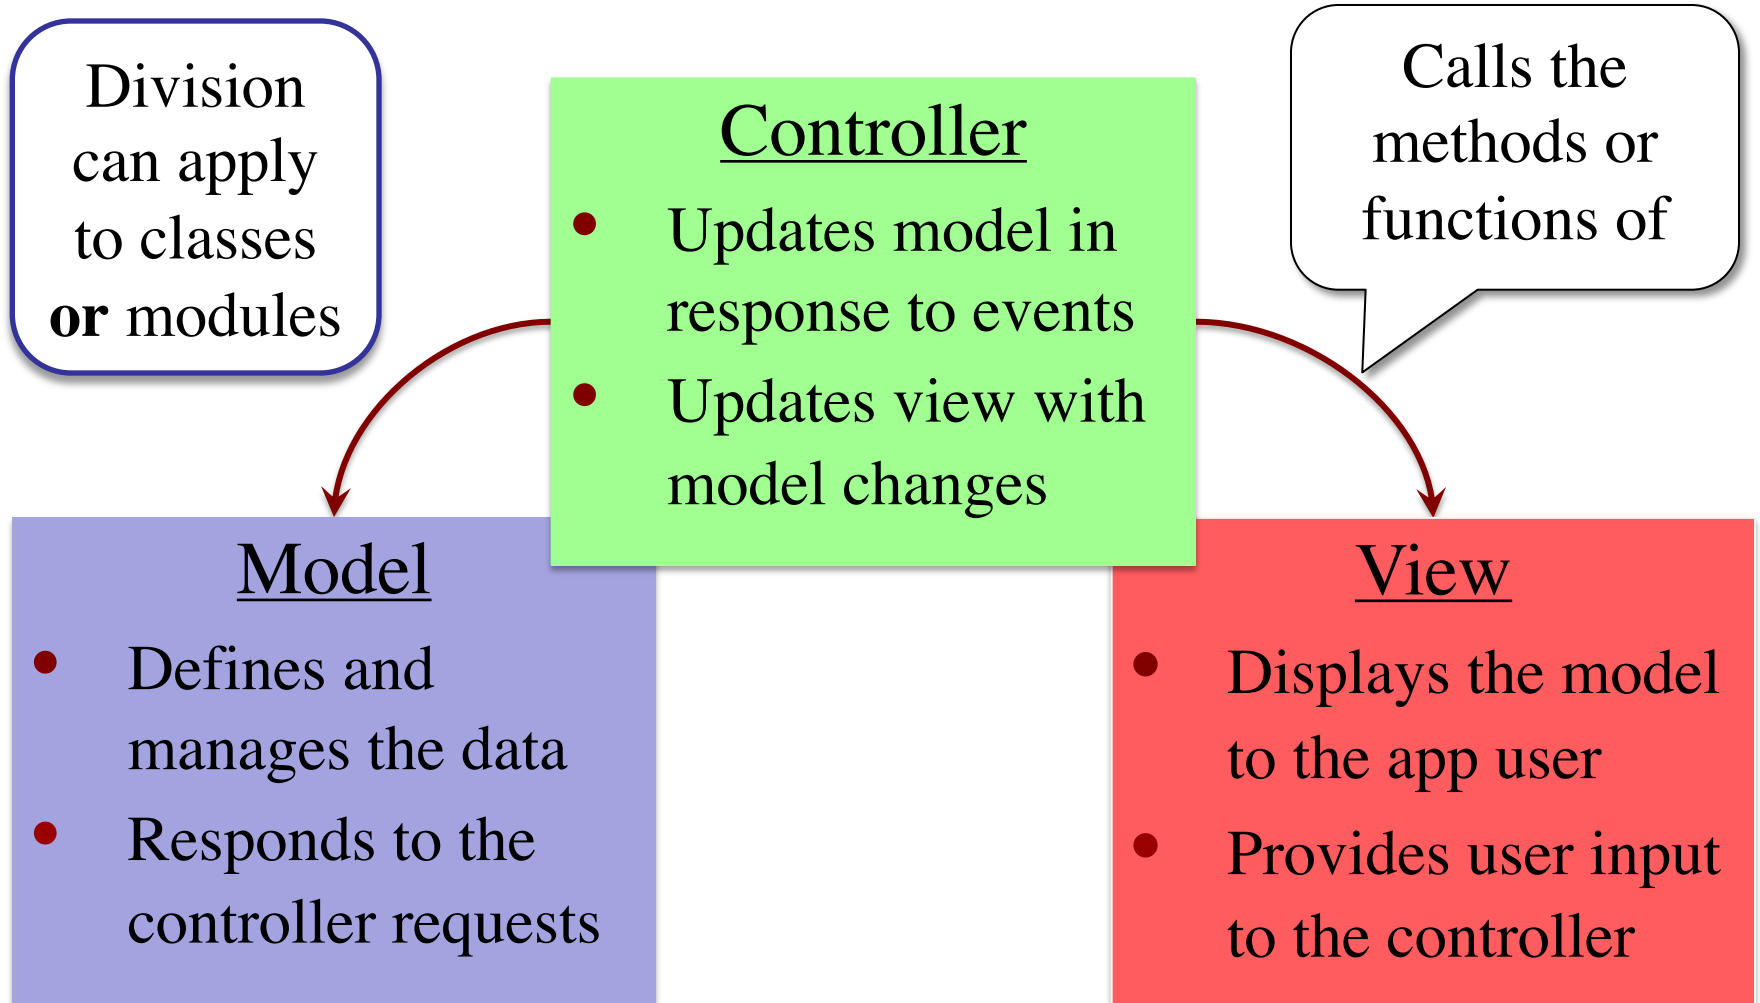 Division
can apply
to classes
or modules
Controller
• Updates model in
response to events
• Updates view with
model changes
Calls the
methods or
functions of
Model
• Defines and
manages the data
• Responds to the
controller requests
View
• Displays the model
to the app user
• Provides user input
to the controller